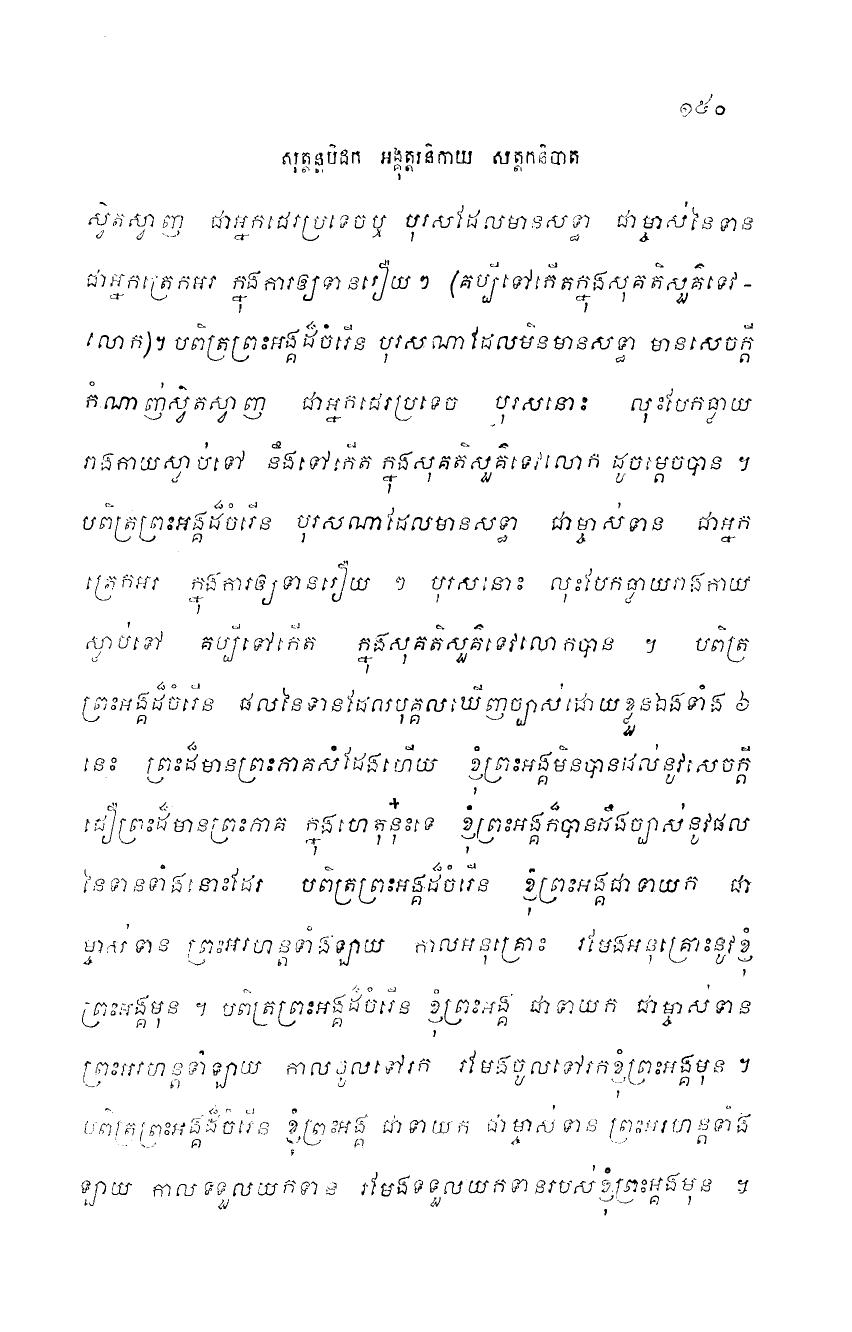 ១៥០
សុត្តន្តបិដក អង្គុត្តរនិកាយ សត្តកនិបាត
ស្វិតស្វាញ ជាអ្នកជេរប្រទេចឬ បុរសដែលមានសទ្ធា ជាម្ចាស់នៃទាន
ជាអ្នកត្រេកអរ ក្នុងការឲ្យទានរឿយ ៗ (គប្បីទៅកើតក្នុងសុគតិសួគ៌ទេវ-
លោក)។ បពិត្រព្រះអង្គដ៏ចំរើន បុរសណាដែលមិនមានសទ្ធា មានសេចក្តី
កំណាញ់ស្វិតស្វាញ ជាអ្នកជេរប្រទេច បុរសនោះ លុះបែកធ្លាយ
រាងកាយស្លាប់ទៅ នឹងទៅកើត ក្នុងសុគតិសួគ៌ទេវលោក ដូចម្តេចបាន ។
បពិត្រព្រះអង្គដ៏ចំរើន បុរសណាដែលមានសទ្ធា ជាម្ចាស់ទាន ជាអ្នក
ត្រេកអរ ក្នុងការឲ្យទានរឿយ ៗ បុរសនោះ លុះបែកធ្លាយរាងកាយ
ស្លាប់ទៅ គប្បីទៅកើត ក្នុងសុគតិសួគ៌ទេវលោកបាន ។ បពិត្រ
ព្រះអង្គដ៏ចំរើន ផលនៃទានដែលបុគ្គលឃើញច្បាស់ដោយខ្លួនឯងទាំង ៦
នេះ ព្រះដ៏មានព្រះភាគសំដែងហើយ ខ្ញុំព្រះអង្គមិនបានដល់នូវសេចក្តី
ជឿព្រះដ៏មានព្រះភាគ ក្នុងហេតុនុ៎ះទេ ខ្ញុំព្រះអង្គក៏បានដឹងច្បាស់នូវផល
នៃទានទាំងនោះដែរ បពិត្រព្រះអង្គដ៏ចំរើន ខ្ញុំព្រះអង្គជាទាយក ជា
ម្ចាស់ទាន ព្រះអរហន្តទាំងឡាយ កាលអនុគ្រោះ រមែងអនុគ្រោះនូវខ្ញុំ
ព្រះអង្គមុន ។ បពិត្រព្រះអង្គដ៏ចំរើន ខ្ញុំព្រះអង្គ ជាទាយក ជាម្ចាស់ទាន
ព្រះអរហន្តទាំឡាយ កាលចូលទៅរក រមែងចូលទៅរកខ្ញុំព្រះអង្គមុន ។
បពិត្រព្រះអង្គដ៏ចំរើន ខ្ញុំព្រះអង្គ ជាទាយក ជាម្ចាស់ទាន ព្រះអរហន្តទាំង
ឡាយ កាលទទួលយកទាន រមែងទទួលយកទានរបស់ខ្ញុំព្រះអ្គងមុន ។